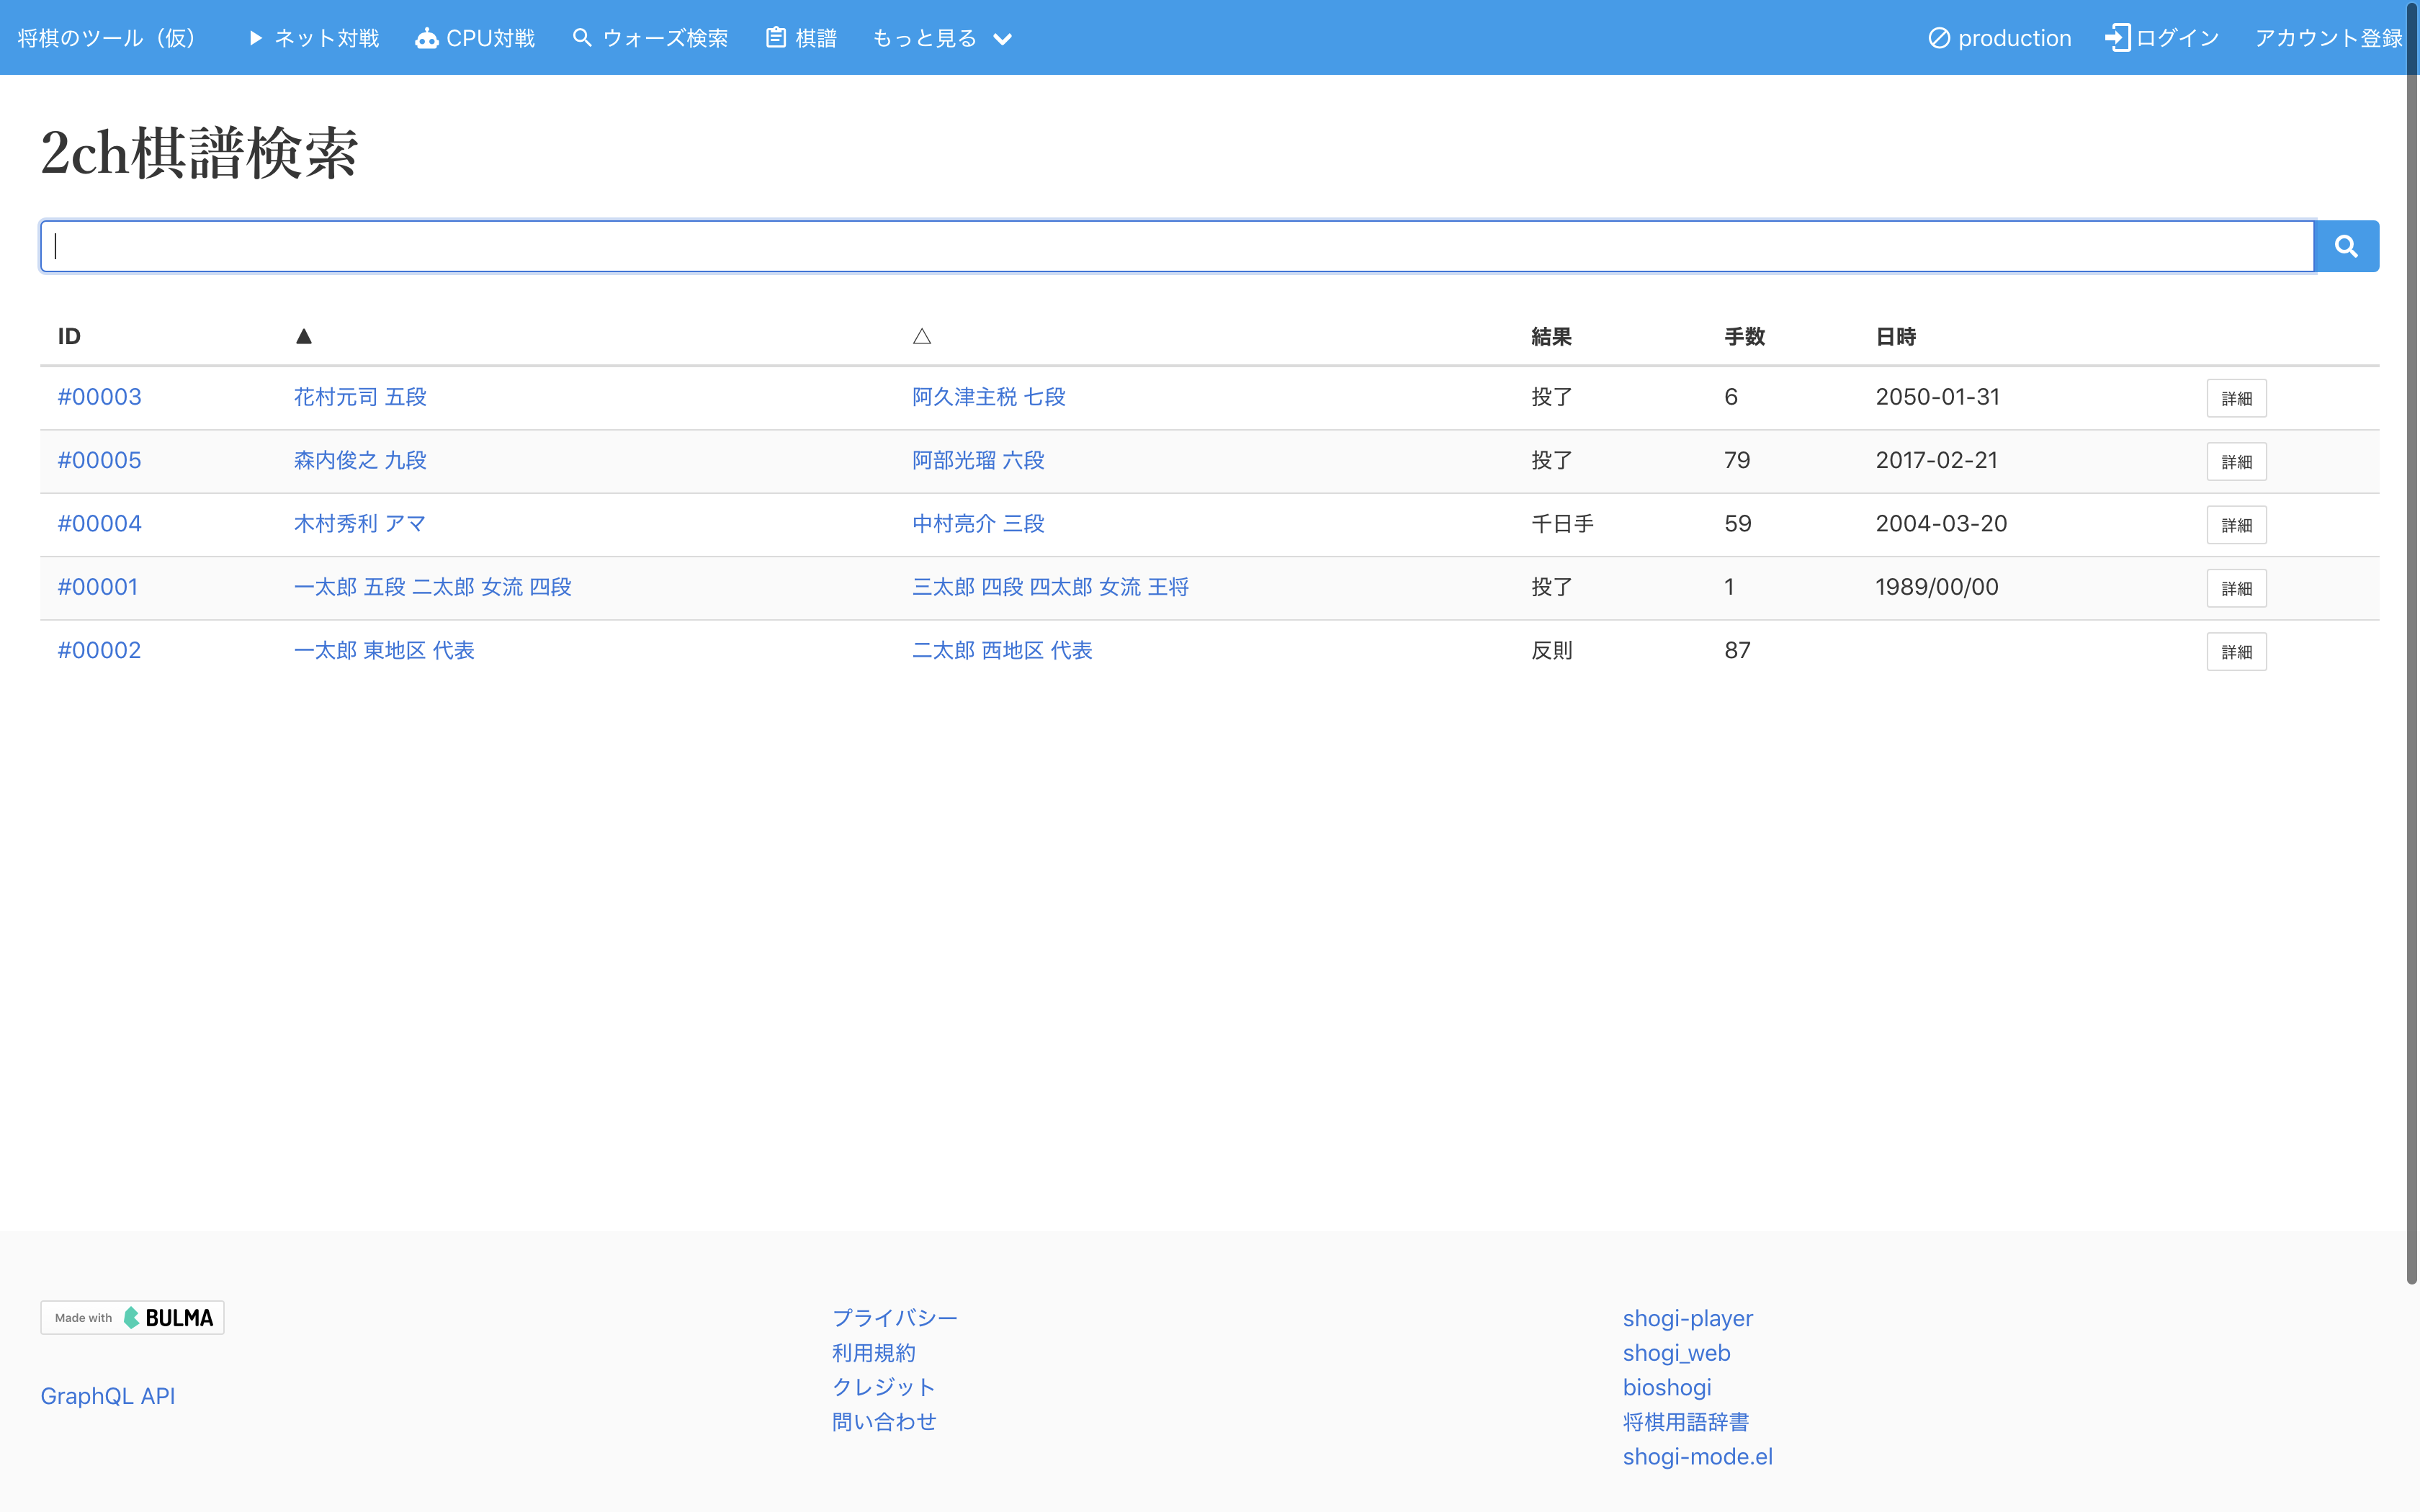 将棋のツール（仮） ネット対戦 CPU対戦 ウォーズ検索 棋譜 もっと見る production ログイン アカウント登録
2ch棋譜検索
ID ▲ △ 結果 手数 日時
#00003 花村元司 五段 阿久津主税 七段 投了 6 2050-01-31 詳細
#00005 森内俊之 九段 阿部光瑠 六段 投了 79 2017-02-21 詳細
#00004 木村秀利 アマ 中村亮介 三段 千日手 59 2004-03-20 詳細
#00001 一太郎 五段 二太郎 女流 四段 三太郎 四段 四太郎 女流 王将 投了 1 1989/00/00 詳細
#00002 一太郎 東地区 代表 二太郎 西地区 代表 反則 87 詳細
Made with BULMA
GraphQL API
プライバシー
利用規約
クレジット
問い合わせ
shogi-player
shogi_web
bioshogi
将棋用語辞書
shogi-mode.el